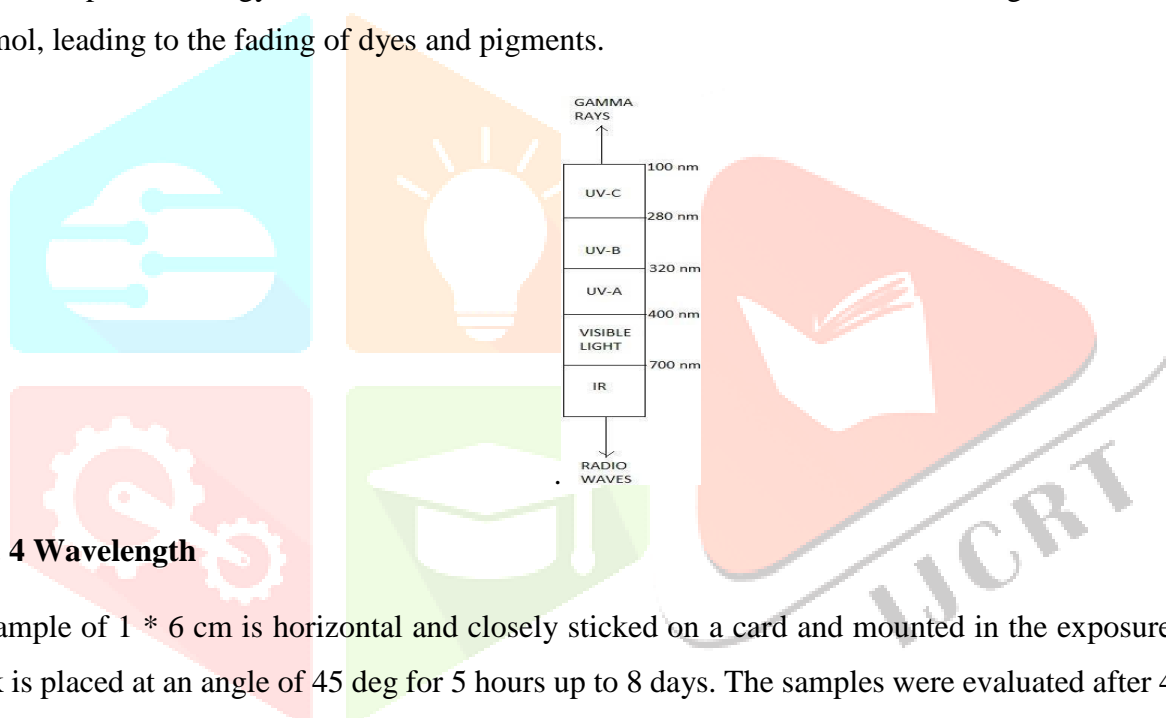 mol, leading to the fading of dyes and pigments.
GAMMA
RAYS
100 nm
UV-C
280 nm
UV-B
320 nm
UV-A
400 nm
VISIBLE
LIGHT
700 nm
IR
RADIO
WAVES
.
4 Wavelength
IJCRT
ample of 1 * 6 cm is horizontal and closely sticked on a card and mounted in the exposure
is placed at an angle of 45 deg for 5 hours up to 8 days. The samples were evaluated after 4